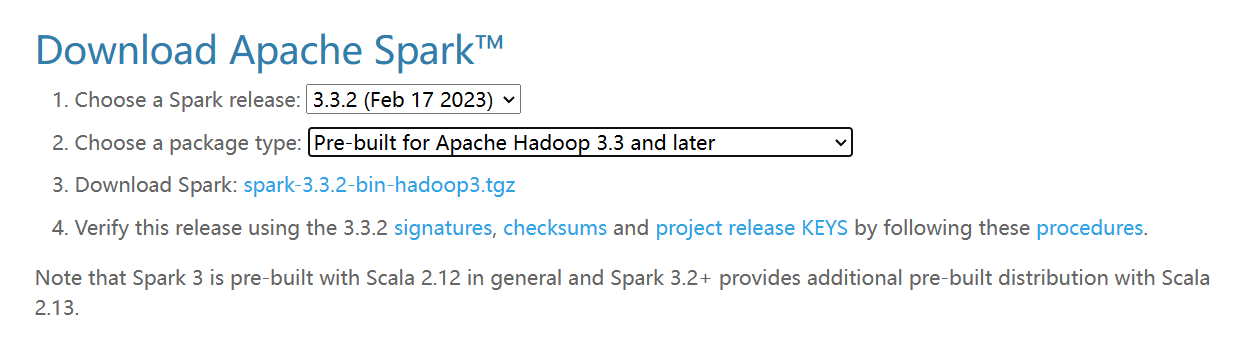 Download Apache Spark™
1. Choose a Spark release: 3.3.2 (Feb 17 2023)
2. Choose a package type: Pre-built for Apache Hadoop 3.3 and later
3. Download Spark: spark-3.3.2-bin-hadoop3.tgz
4. Verify this release using the 3.3.2 signatures, checksums and project release KEYS by following these procedures.
Note that Spark 3 is pre-built with Scala 2.12 in general and Spark 3.2+ provides additional pre-built distribution with Scala
2.13.